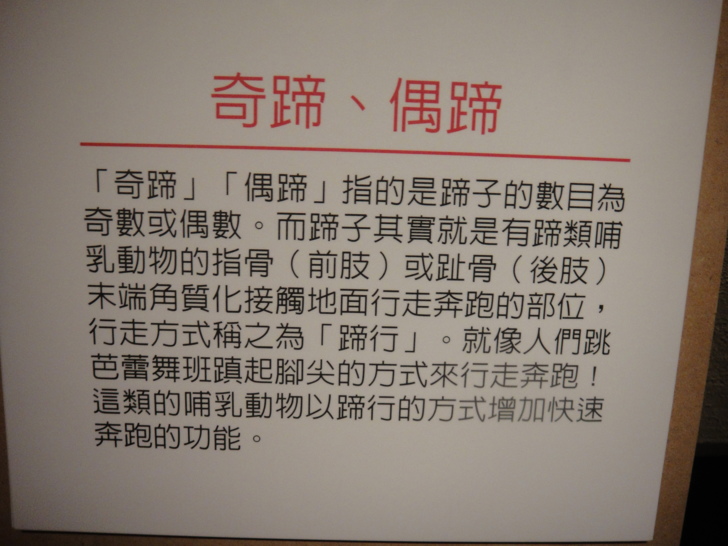 奇蹄、偶蹄
「奇蹄」「偶蹄」指的是蹄子的數目為
奇數或偶數。而蹄子其實就是有蹄類哺
乳動物的指骨（前肢）或趾骨（後肢）
末端角質化接觸地面行走奔跑的部位，
行走方式稱之為「蹄行」。就像人們跳
芭蕾舞班蹎起腳尖的方式來行走奔跑！
這類的哺乳動物以蹄行的方式增加快速
奔跑的功能。